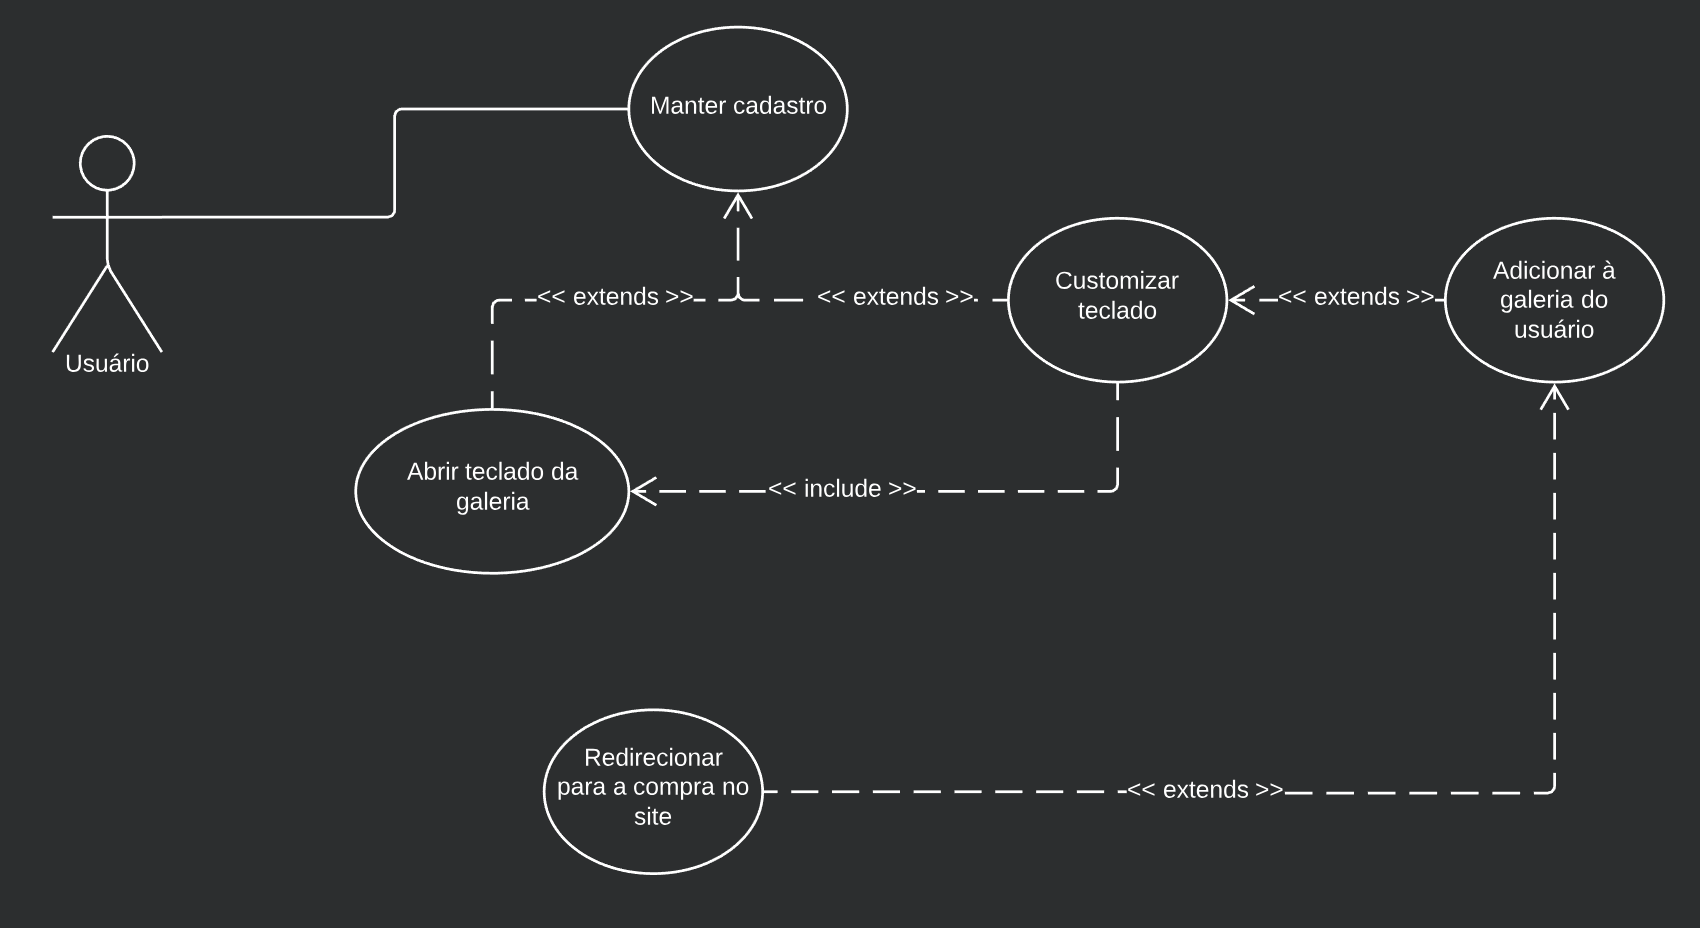 Manter cadastro
Usuário
<< extends >>
<< extends >>
Customizar
teclado
<< extends >>
Adicionar à
galeria do
usuário
Abrir teclado da
galeria
<< include >>
Redirecionar
para a compra no
site
<< extends >>